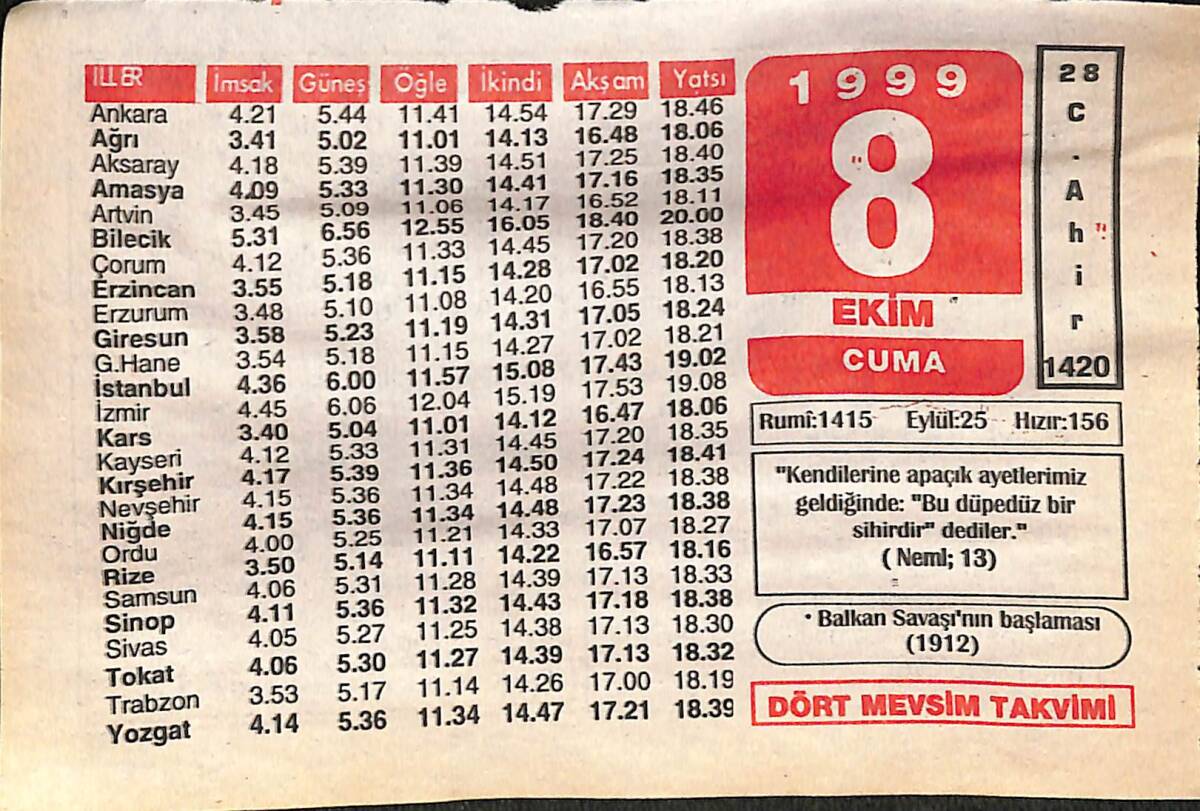 İLLER İmsak Güneş Öğle İkindi Akşam Yatsı
Ankara 4.21 5.44 11.41 14.54 17.29 18.46
Ağrı 3.41 5.02 11.01 14.13 16.48 18.06
Aksaray 4.18 5.39 11.39 14.51 17.25 18.40
Amasya 4.09 5.33 11.30 14.41 17.16 18.35
Artvin 3.45 5.09 11.06 14.17 16.52 18.11
Bilecik 5.31 6.56 12.55 16.05 18.40 20.00
Çorum 4.12 5.36 11.33 14.45 17.20 18.38
Erzincan 3.55 5.18 11.15 14.28 17.02 18.20
Erzurum 3.48 5.10 11.08 14.20 16.55 18.13
Giresun 3.58 5.23 11.19 14.31 17.05 18.24
G.Hane 3.54 5.18 11.15 14.27 17.02 18.21
İstanbul 4.36 6.00 11.57 15.08 17.43 19.02
İzmir 4.45 6.06 12.04 15.19 17.53 19.08
Kars 3.40 5.04 11.01 14.12 16.47 18.06
Kayseri 4.12 5.33 11.31 14.45 17.20 18.35
Kırşehir 4.17 5.39 11.36 14.50 17.24 18.41
Nevşehir 4.15 5.36 11.34 14.48 17.22 18.38
Niğde 4.15 5.36 11.34 14.48 17.23 18.38
Ordu 4.00 5.25 11.21 14.33 17.07 18.27
Rize 3.50 5.14 11.11 14.22 16.57 18.16
Samsun 4.06 5.31 11.28 14.39 17.13 18.33
Sinop 4.11 5.36 11.32 14.43 17.18 18.38
Sivas 4.05 5.27 11.25 14.38 17.13 18.30
Tokat 4.06 5.30 11.27 14.39 17.13 18.32
Trabzon 3.53 5.17 11.14 14.26 17.00 18.19
Yozgat 4.14 5.36 11.34 14.47 17.21 18.39
1999
8
EKİM
CUMA
28
C
.
A
h
i
r
1420
Rumî:1415 Eylül:25 Hızır:156
"Kendilerine apaçık ayetlerimiz
geldiğinde: "Bu düpedüz bir
sihirdir" dediler."
( Neml; 13)
• Balkan Savaşı'nın başlaması
(1912)
DÖRT MEVSİM TAKVİMİ